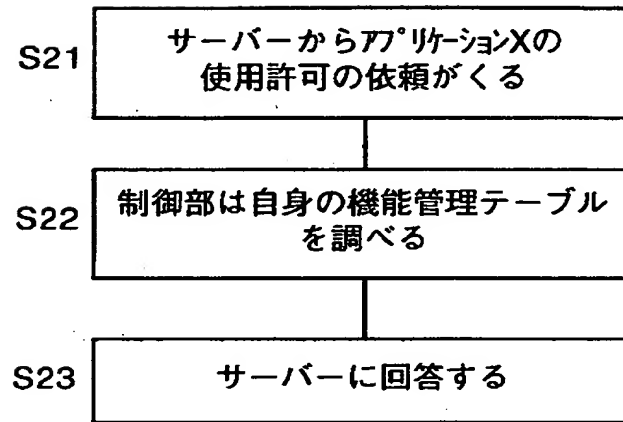 S21
サーバーからｱﾌﾟﾘｹｰｼｮﾝXの
使用許可の依頼がくる
S22
制御部は自身の機能管理テーブル
を調べる
S23
サーバーに回答する